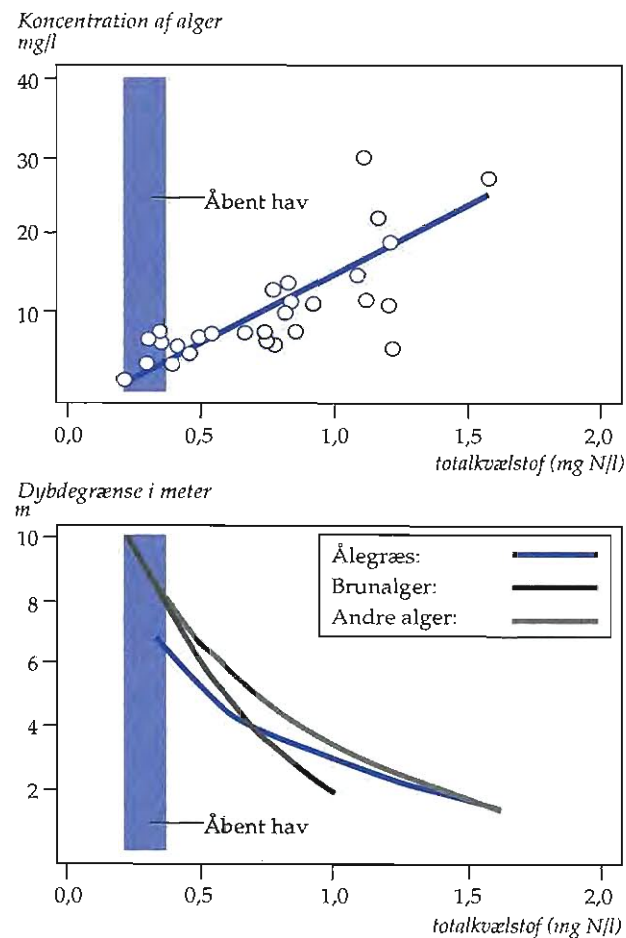 Koncentration af alger
mg/l
40
30
20
10
Åbent hav
0,0 0,5 1,0 1,5 2,0
totalkvælstof (mg N/l)
Dybdegrænse i meter
m
10
8
6
4
2
Ålegræs:
Brunalger:
Andre alger:
Åbent hav
0,0 0,5 1,0 1,5 2,0
totalkvælstof (mg N/l)